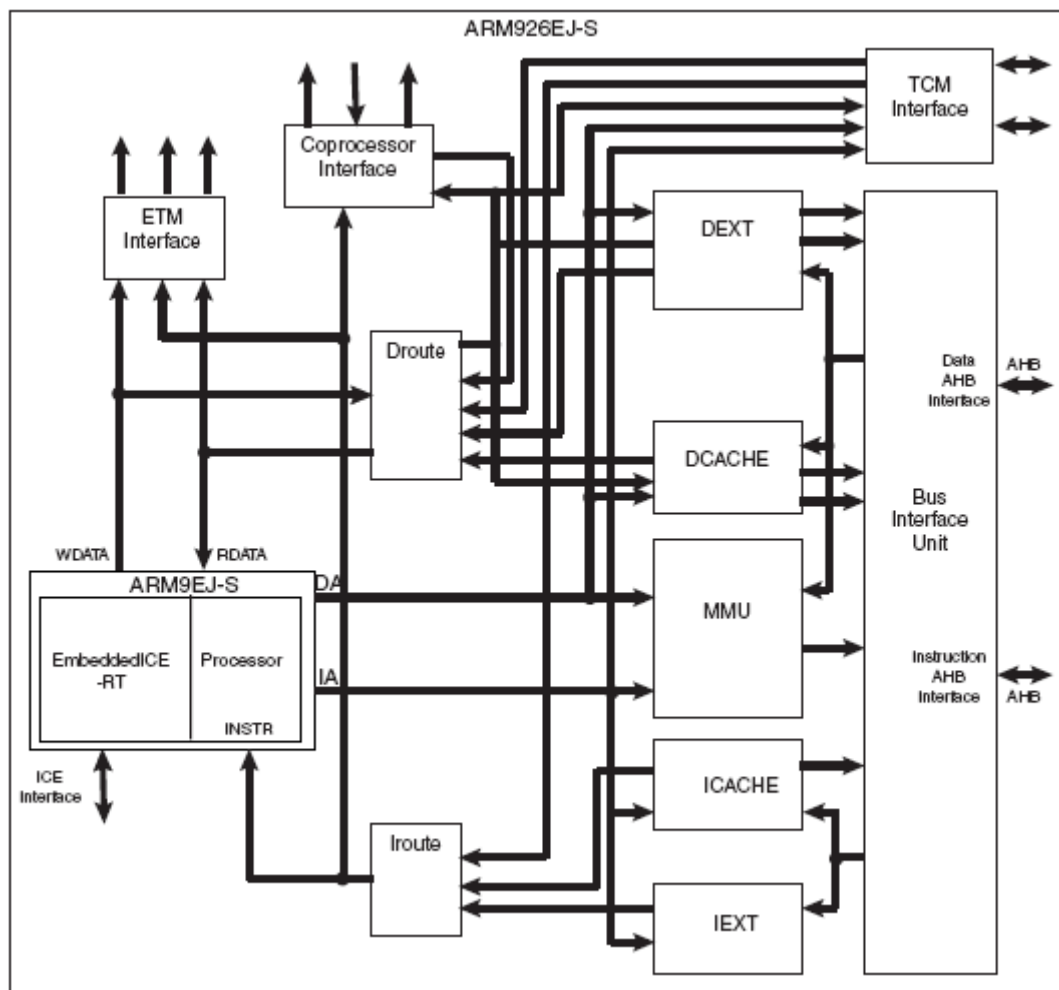 ARM926EJ-S
TCM
Interface
Coprocessor
Interface
ETM
Interface
DEXT
Droute
Data
AHB
Interface
AHB
DCACHE
Bus
Interface
Unit
WDATA
RDATA
ARM9EJ-S
DA
MMU
EmbeddedICE
-RT
Processor
IA
Instruction
AHB
Interface
AHB
INSTR
ICE
Interface
ICACHE
Iroute
IEXT